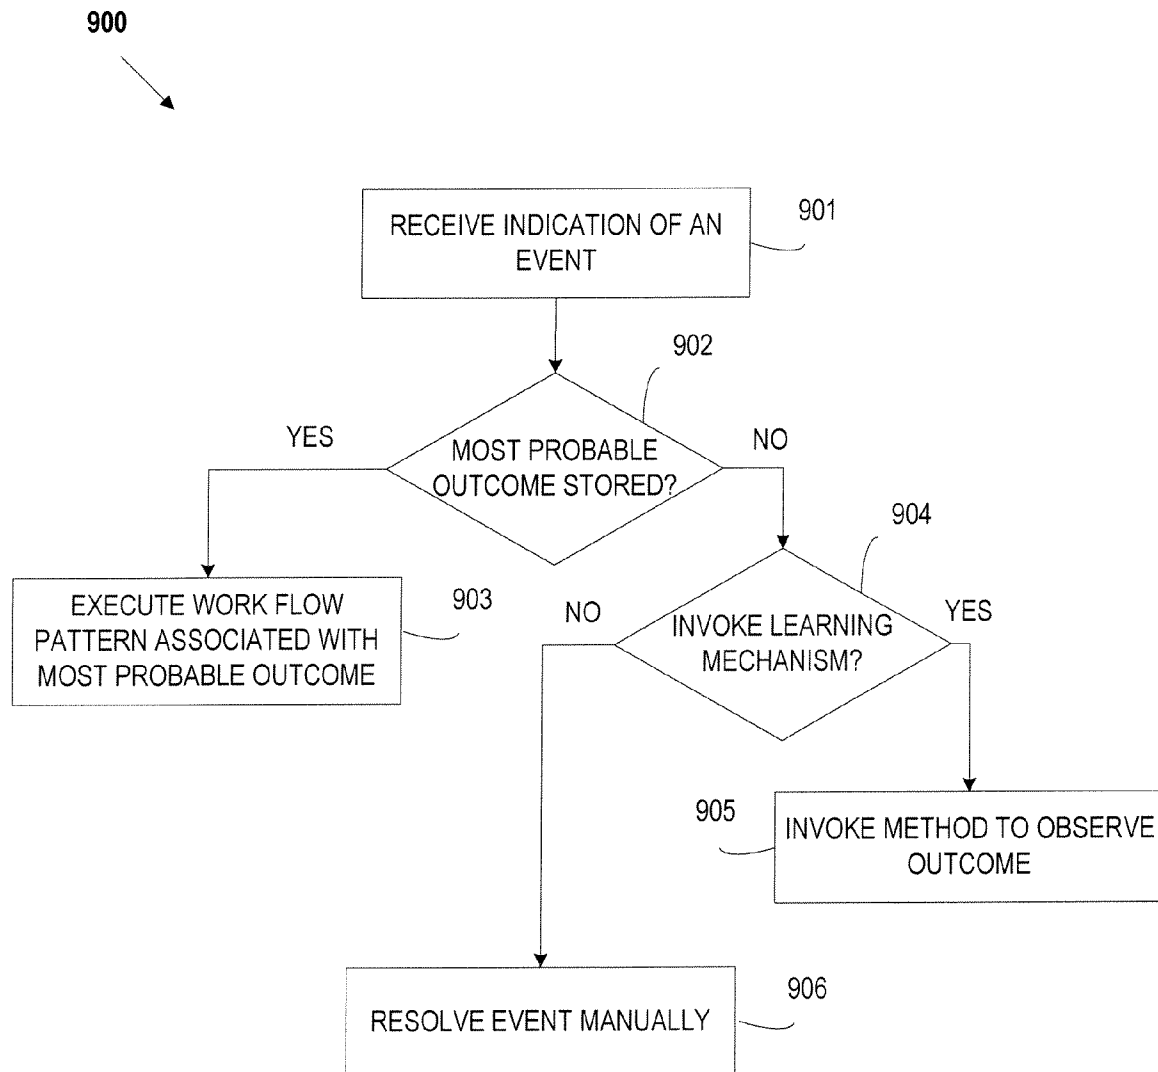 900
RECEIVE INDICATION OF AN
EVENT
901
902
YES
MOST PROBABLE
OUTCOME STORED?
NO
904
EXECUTE WORK FLOW
PATTERN ASSOCIATED WITH
MOST PROBABLE OUTCOME
903
NO
INVOKE LEARNING
MECHANISM?
YES
905
INVOKE METHOD TO OBSERVE
OUTCOME
RESOLVE EVENT MANUALLY
906